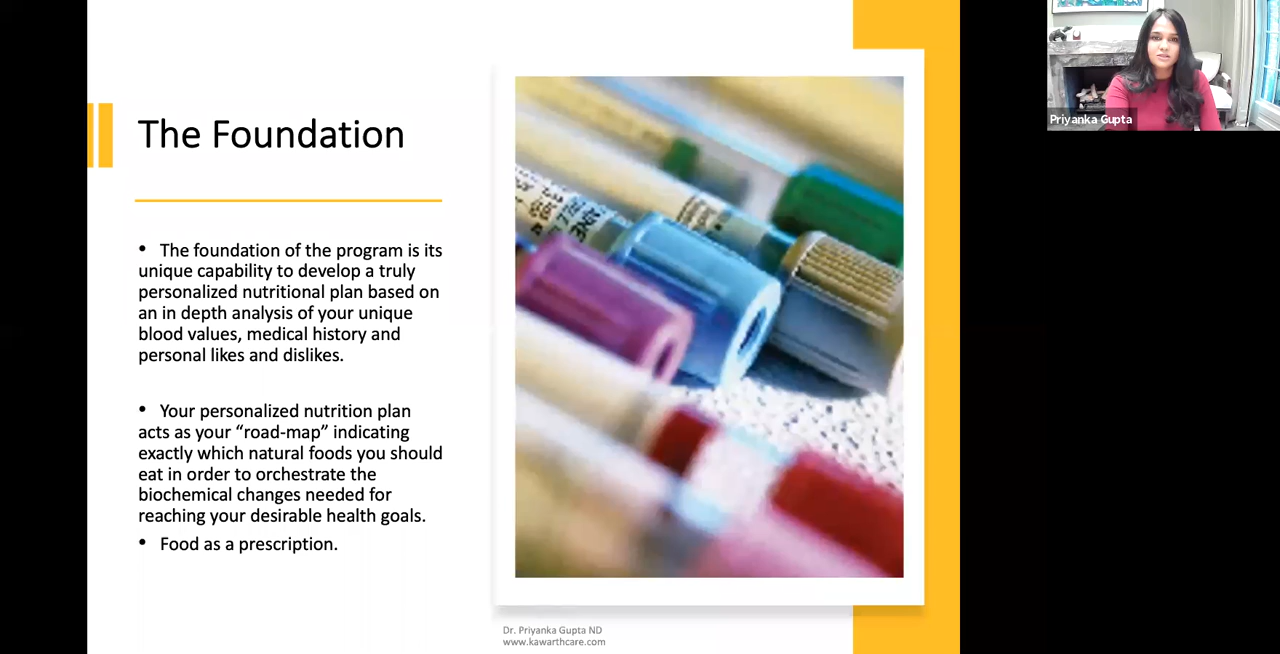 The Foundation
• The foundation of the program is its
unique capability to develop a truly
personalized nutritional plan based on
an in depth analysis of your unique
blood values, medical history and
personal likes and dislikes.
• Your personalized nutrition plan
acts as your “road-map” indicating
exactly which natural foods you should
eat in order to orchestrate the
biochemical changes needed for
reaching your desirable health goals.
• Food as a prescription.
Dr. Priyanka Gupta ND
www.kawarthcare.com
Priyanka Gupta